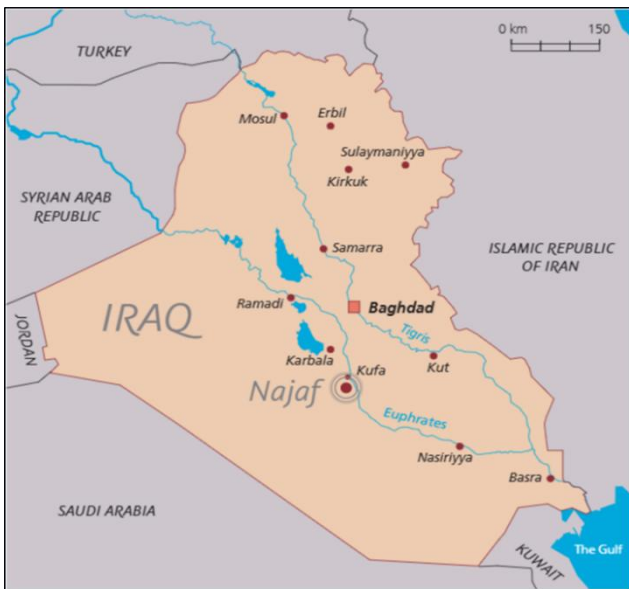 TURKEY
0 km 150
Mosul
Erbil
Sulaymaniyya
Kirkuk
SYRIAN ARAB
REPUBLIC
Samarra
ISLAMIC REPUBLIC
OF IRAN
Ramadi
Baghdad
IRAQ
Tigris
JORDAN
Karbala
Kufa
Kut
Najaf
Euphrates
Nasiriyya
Basra
SAUDI ARABIA
The Gulf
KUWAIT